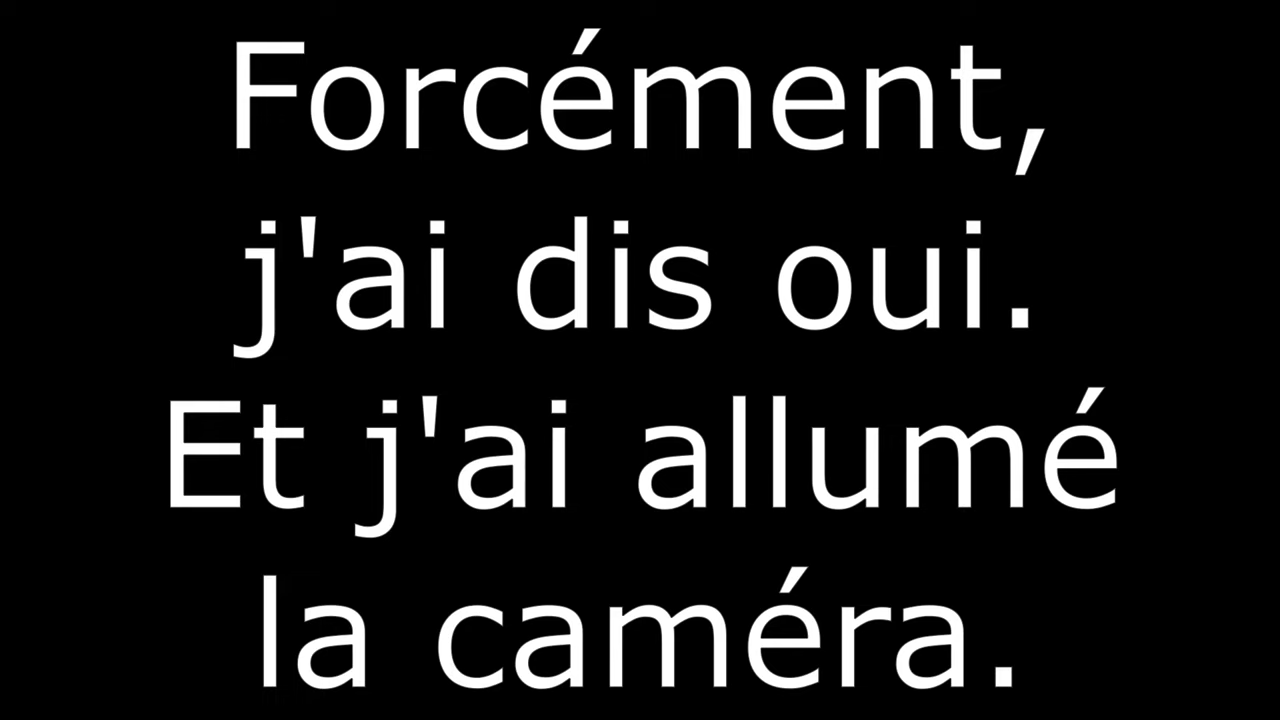 Forcément,
j'ai dis oui.
Et j'ai allumé
la caméra.